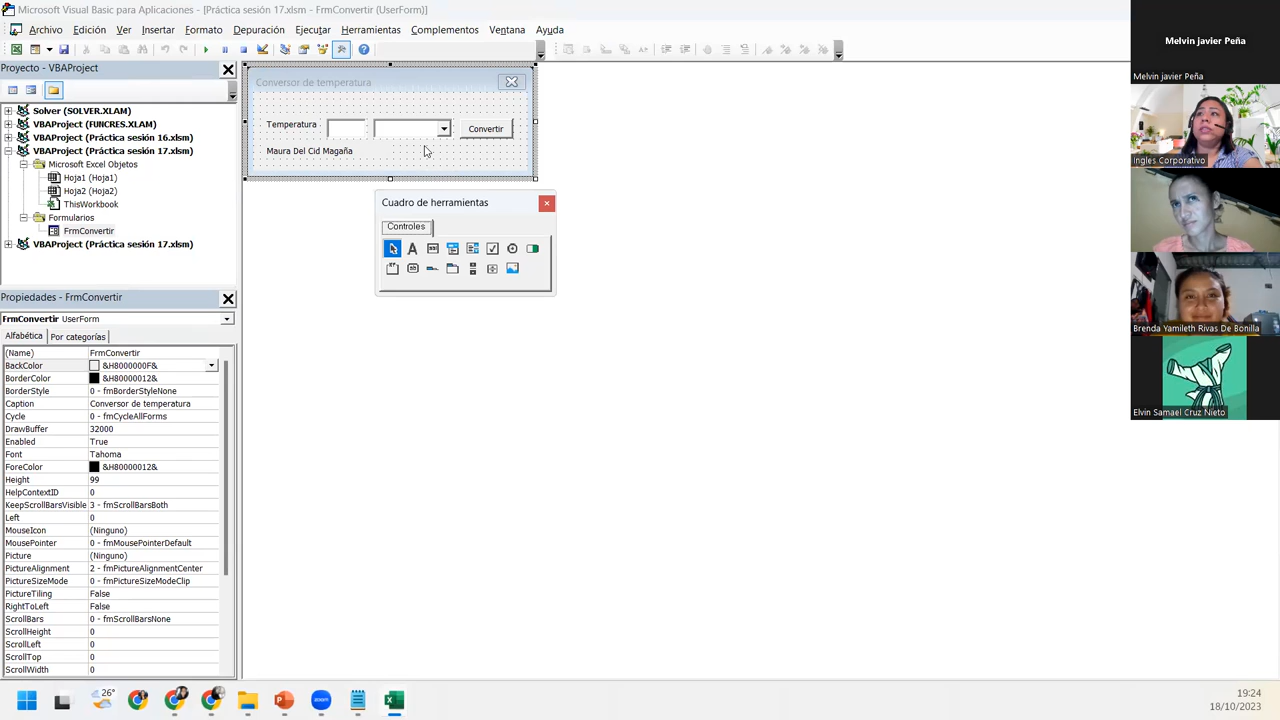 Microsoft Visual Basic para Aplicaciones - [Práctica sesión 17.xlsm - FrmConvertir (UserForm)]
Archivo Edición Ver Insertar Formato Depuración Ejecutar Herramientas Complementos Ventana Ayuda
Proyecto - VBAProject
Solver (SOLVER.XLAM)
VBAProject (FUNCRES.XLAM)
VBAProject (Práctica sesión 16.xlsm)
VBAProject (Práctica sesión 17.xlsm)
Microsoft Excel Objetos
Hoja1 (Hoja1)
Hoja2 (Hoja2)
ThisWorkbook
Formularios
FrmConvertir
VBAProject (Práctica sesión 17.xlsm)
Propiedades - FrmConvertir
FrmConvertir UserForm
Alfabética Por categorías
(Name) FrmConvertir
BackColor &H8000000F&
BorderColor &H80000012&
BorderStyle 0 - fmBorderStyleNone
Caption Conversor de temperatura
Cycle 0 - fmCycleAllForms
DrawBuffer 32000
Enabled True
Font Tahoma
ForeColor &H80000012&
Height 99
HelpContextID 0
KeepScrollBarsVisible 3 - fmScrollBarsBoth
Left 0
MouseIcon (Ninguno)
MousePointer 0 - fmMousePointerDefault
Picture (Ninguno)
PictureAlignment 2 - fmPictureAlignmentCenter
PictureSizeMode 0 - fmPictureSizeModeClip
PictureTiling False
RightToLeft False
ScrollBars 0 - fmScrollBarsNone
ScrollHeight 0
ScrollLeft 0
ScrollTop 0
ScrollWidth 0
Conversor de temperatura
Temperatura
Convertir
Maura Del Cid Magaña
Cuadro de herramientas
Controles
Melvin javier Peña
Melvin javier Peña
Ingles Corporativo
Brenda Yamileth Rivas De Bonilla
Elvin Samael Cruz Nieto
26°
zoom
19:24
18/10/2023